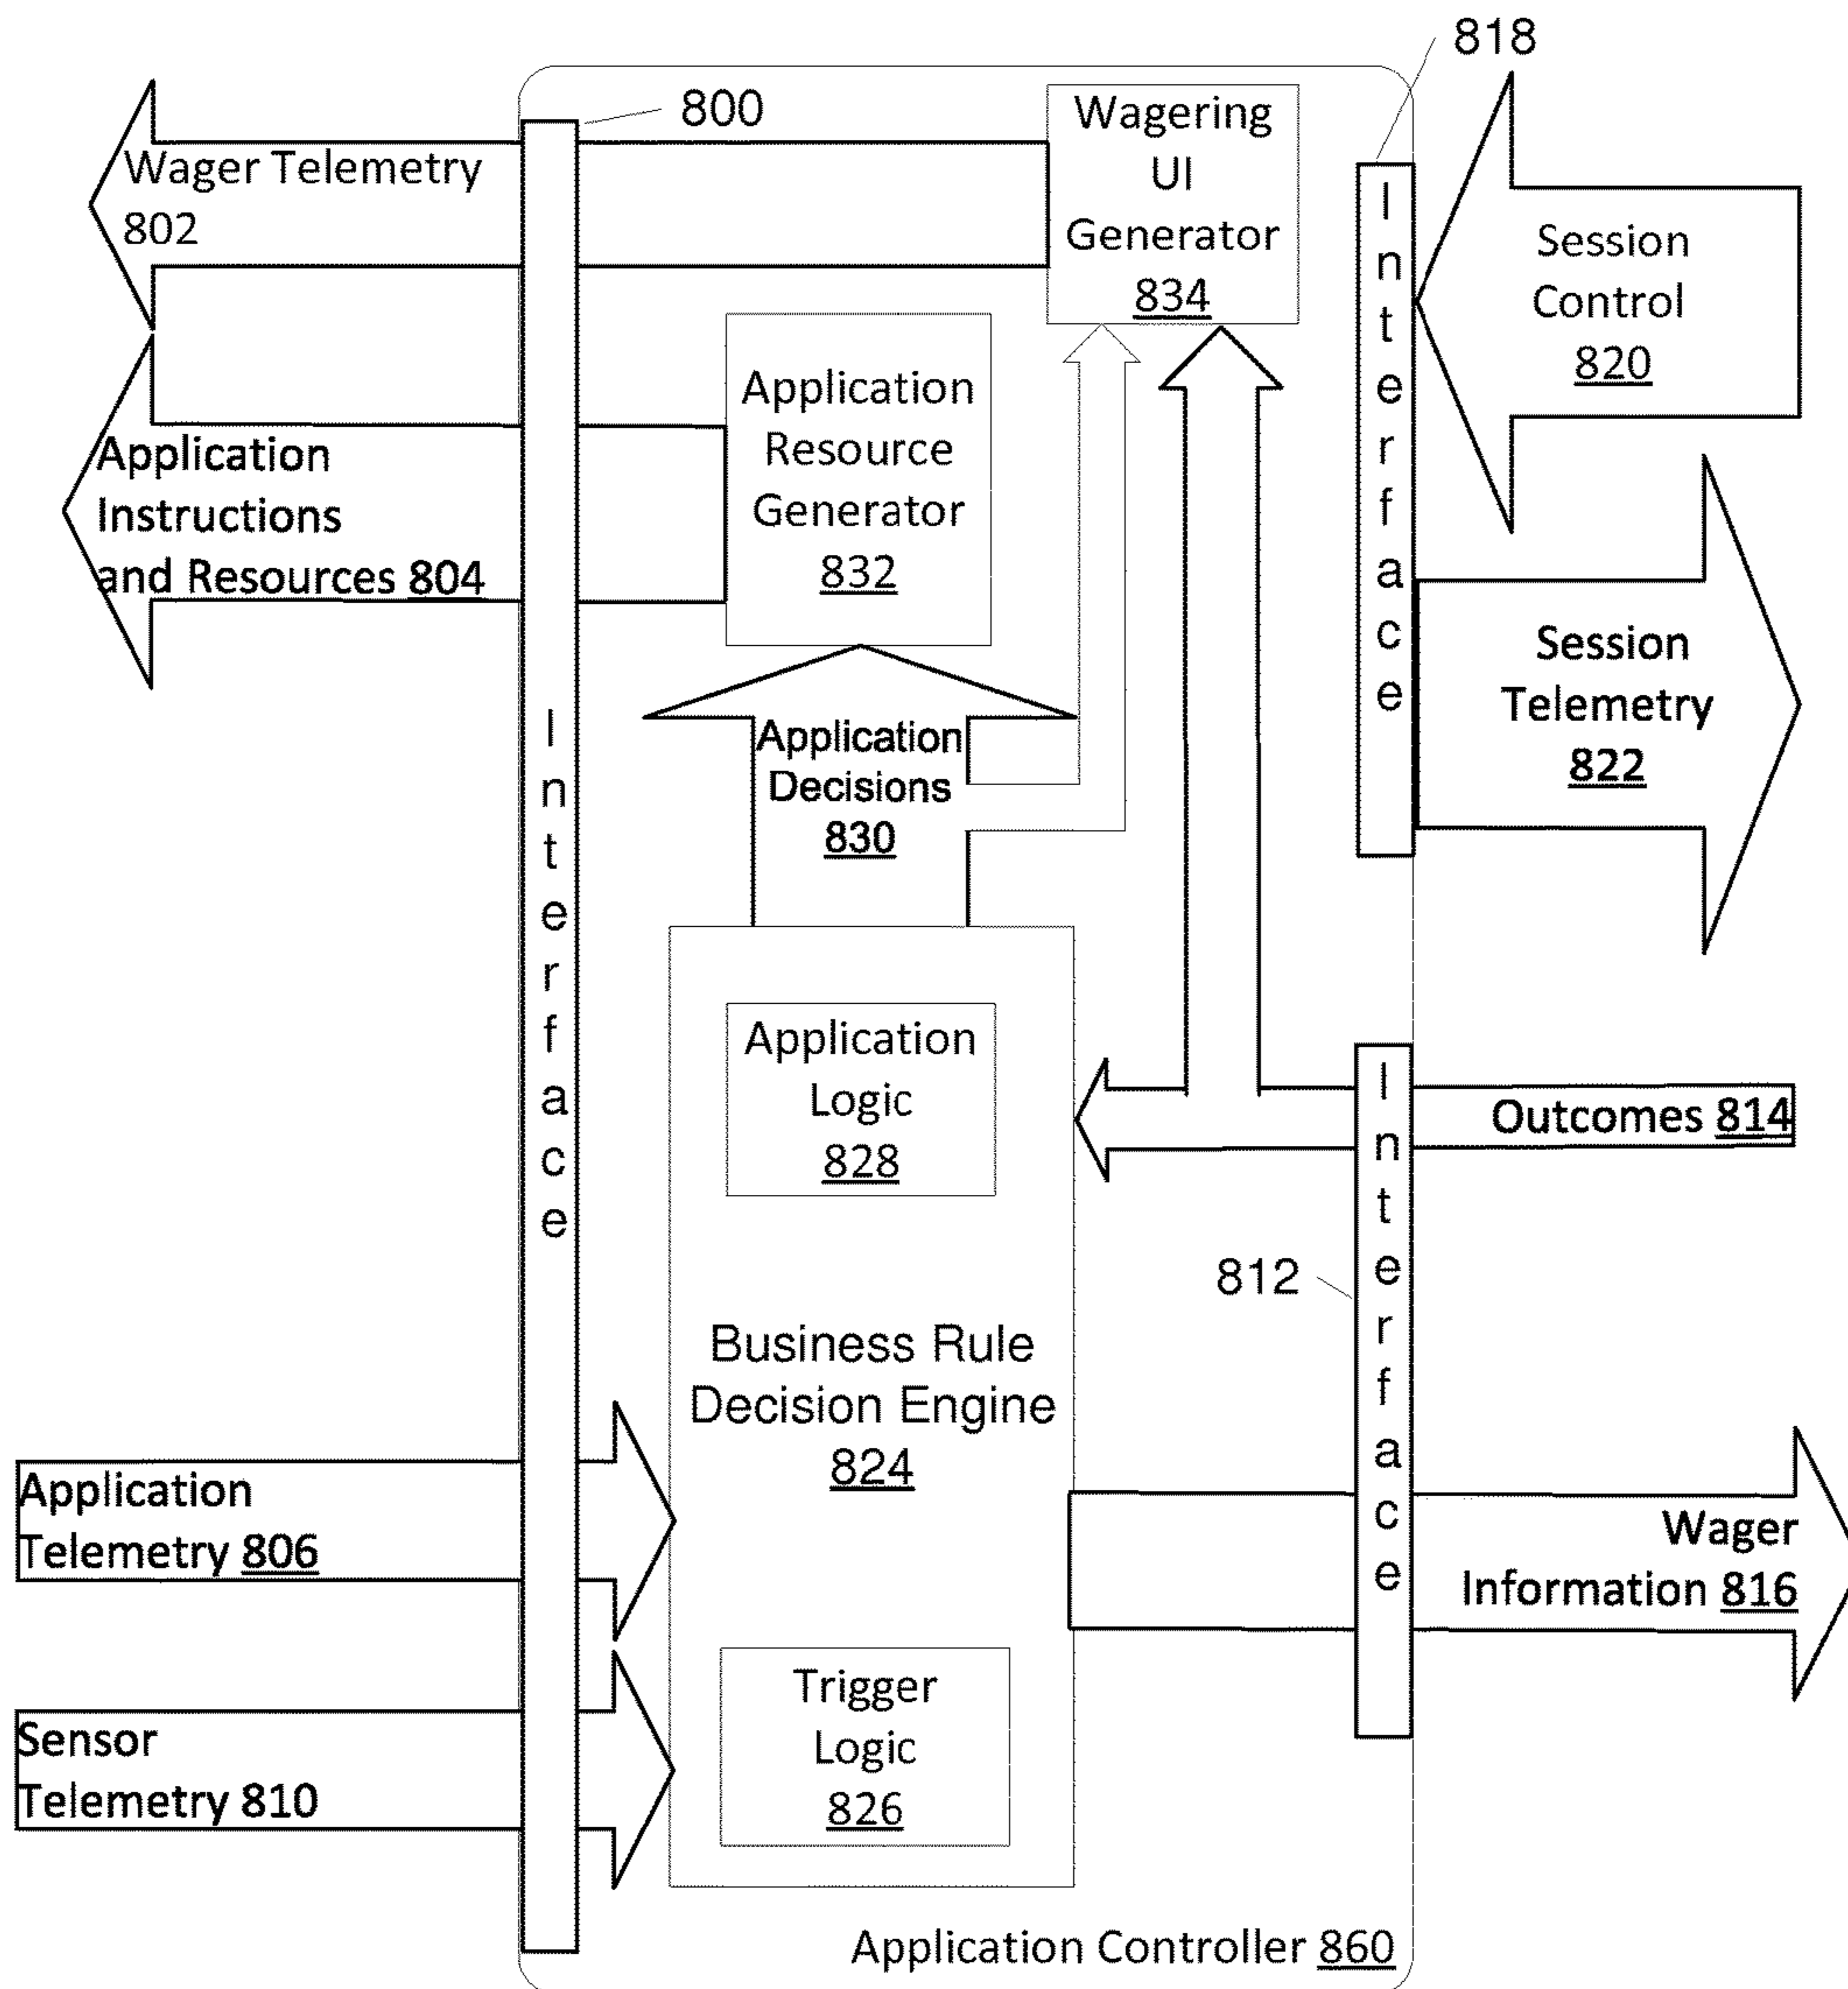 818
800
Wagering
UI
Generator
834
Wager Telemetry
802
Interface
Session
Control
820
Application
Resource
Generator
832
Application
Instructions
and Resources 804
Session
Telemetry
822
Interface
Application
Decisions
830
Application
Logic
828
Outcomes 814
Interface
812
Business Rule
Decision Engine
824
Application
Telemetry 806
Wager
Information 816
Trigger
Logic
826
Sensor
Telemetry 810
Application Controller 860